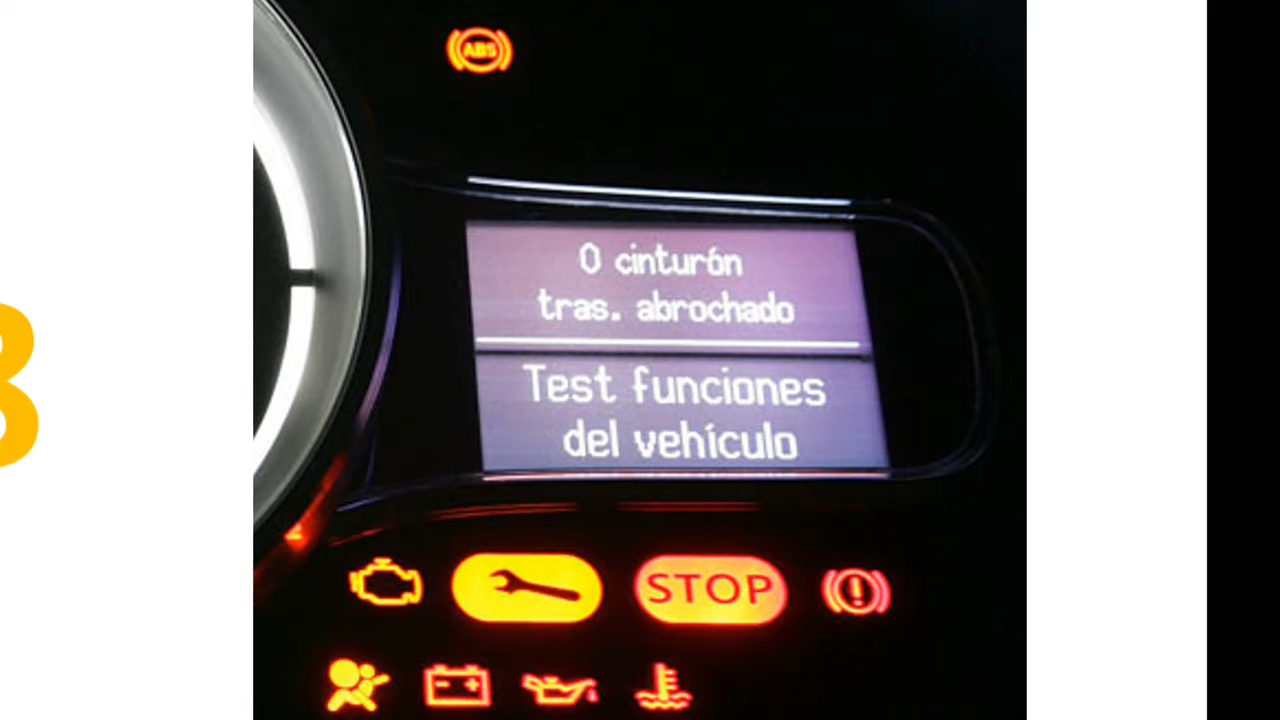 ABS
0 cinturón
tras. abrochado
Test funciones
del vehículo
STOP